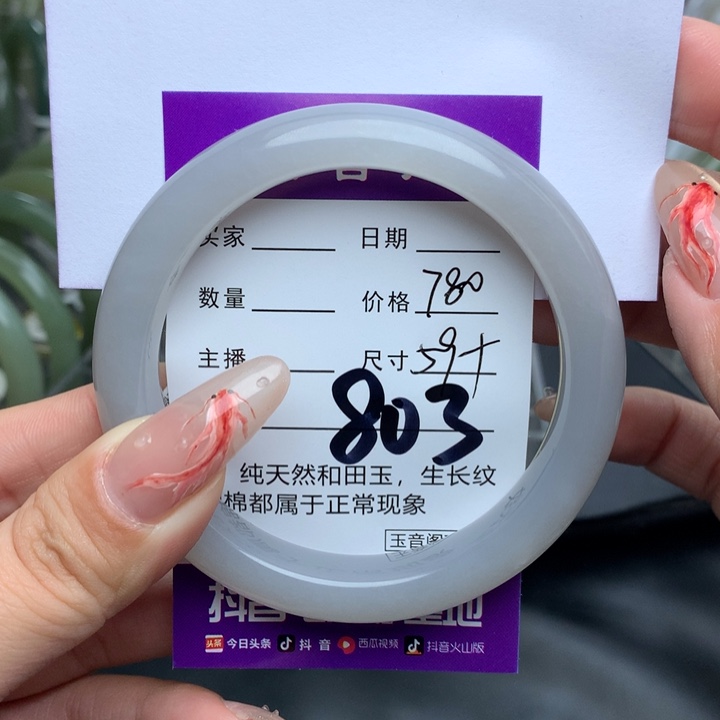 买家 日期
数量 价格 780
主播 尺寸 59+
803
纯天然和田玉，生长纹
棉都属于正常现象
玉音阁
抖音
今日头条 抖音 西瓜视频 抖音火山版